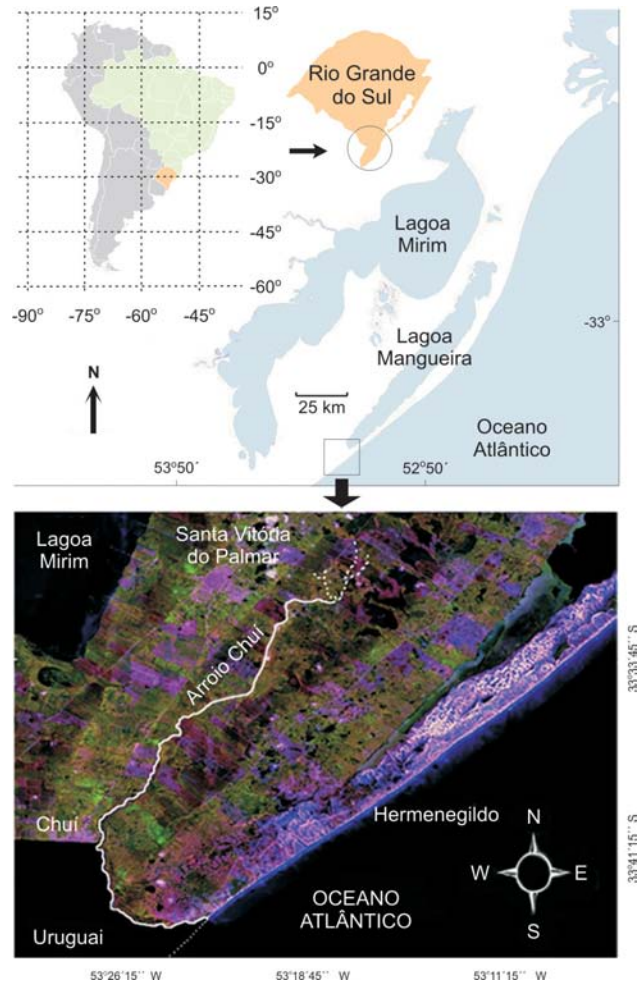 15°
0°
-15°
-30°
-45°
-60°
-90° -75° -60° -45°
Rio Grande
do Sul
Lagoa
Mirim
Lagoa
Mangueira
-33°
N
25 km
Oceano
Atlântico
53°50´
52°50´
Lagoa
Mirim
Santa Vitória
do Palmar
Arroio Chuí
33°33´45´´ S
Chuí
Hermenegildo
33°41´15´´ S
N
W E
S
OCEANO
ATLÂNTICO
Uruguai
53°26´15´´ W 53°18´45´´ W 53°11´15´´ W